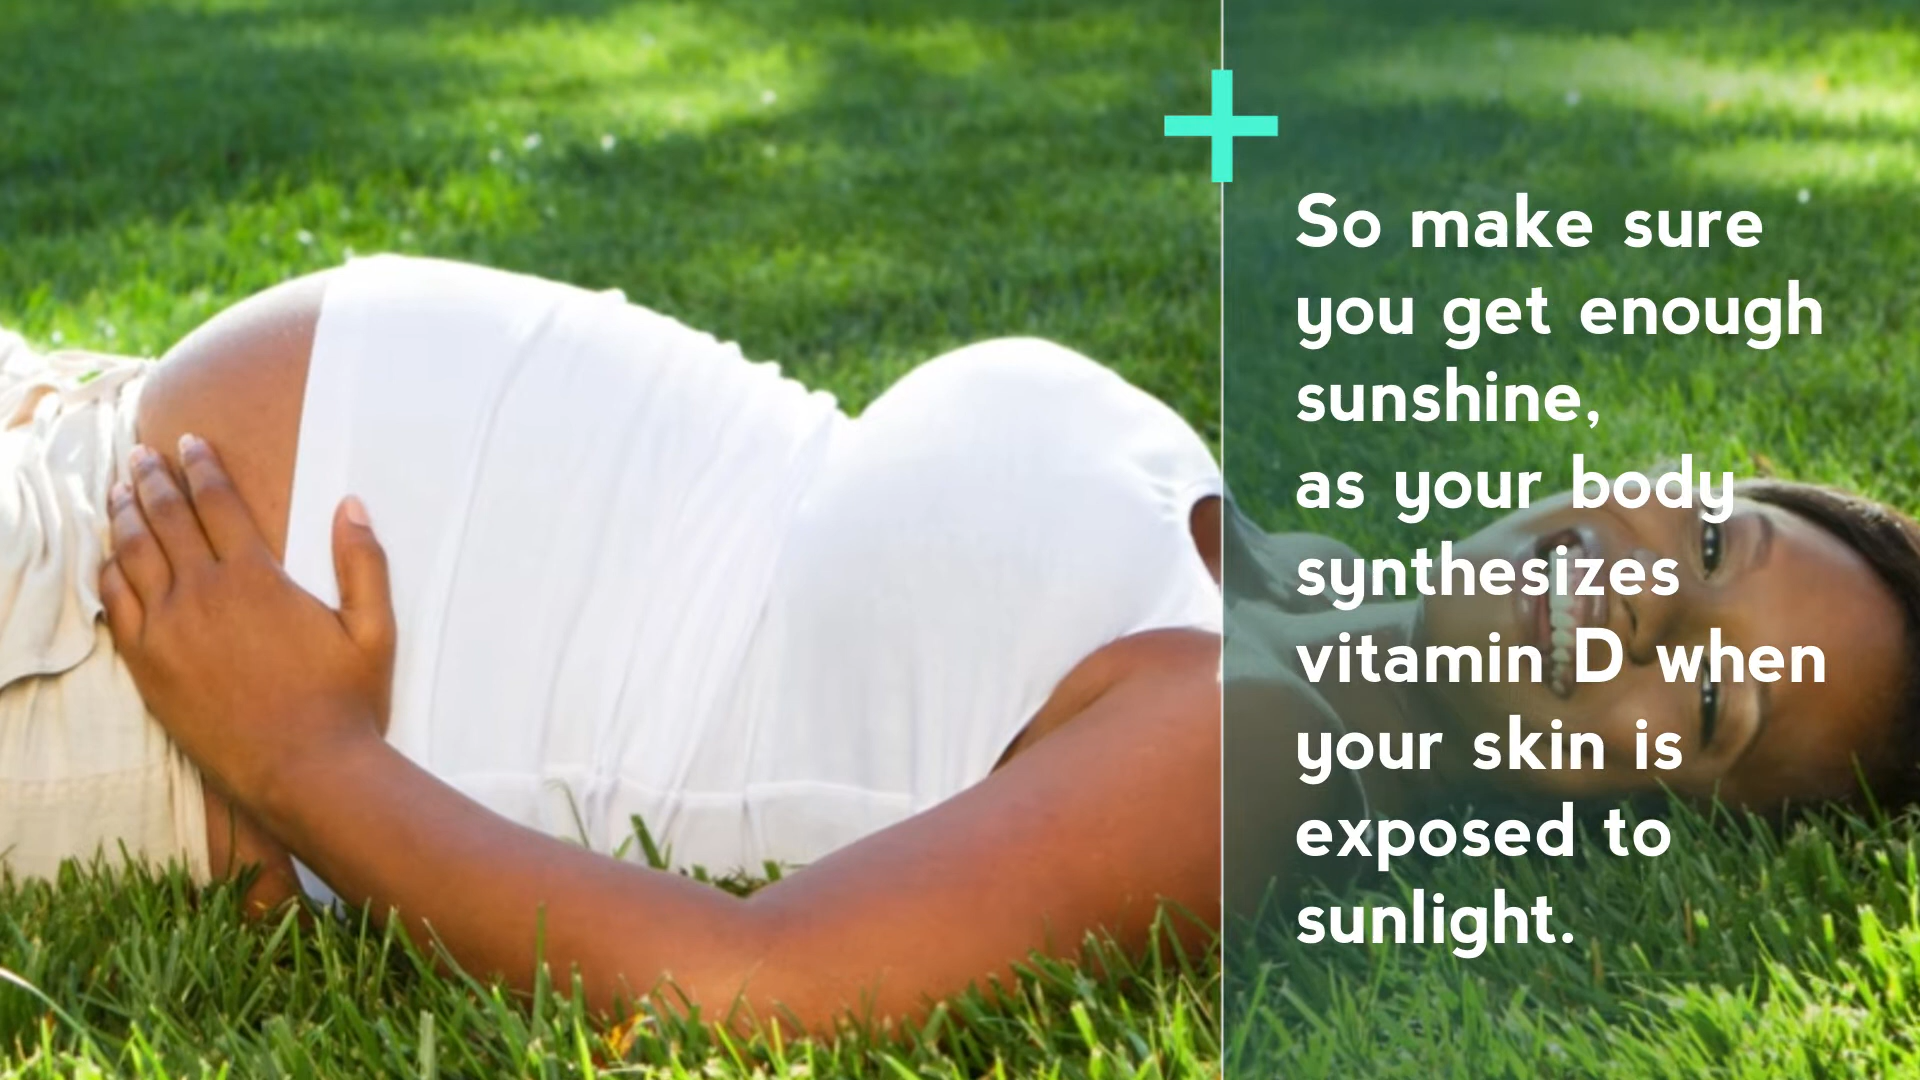 So make sure
you get enough
sunshine,
as your body
synthesizes
vitamin D when
your skin is
exposed to
sunlight.